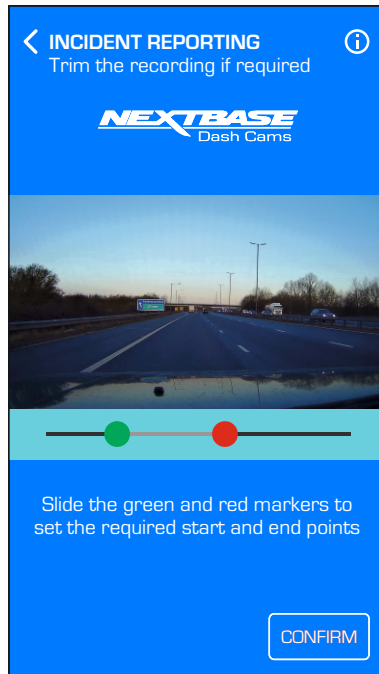 INCIDENT REPORTING
Trim the recording if required
NEXTBASE
Dash Cams
Slide the green and red markers to
set the required start and end points
CONFIRM